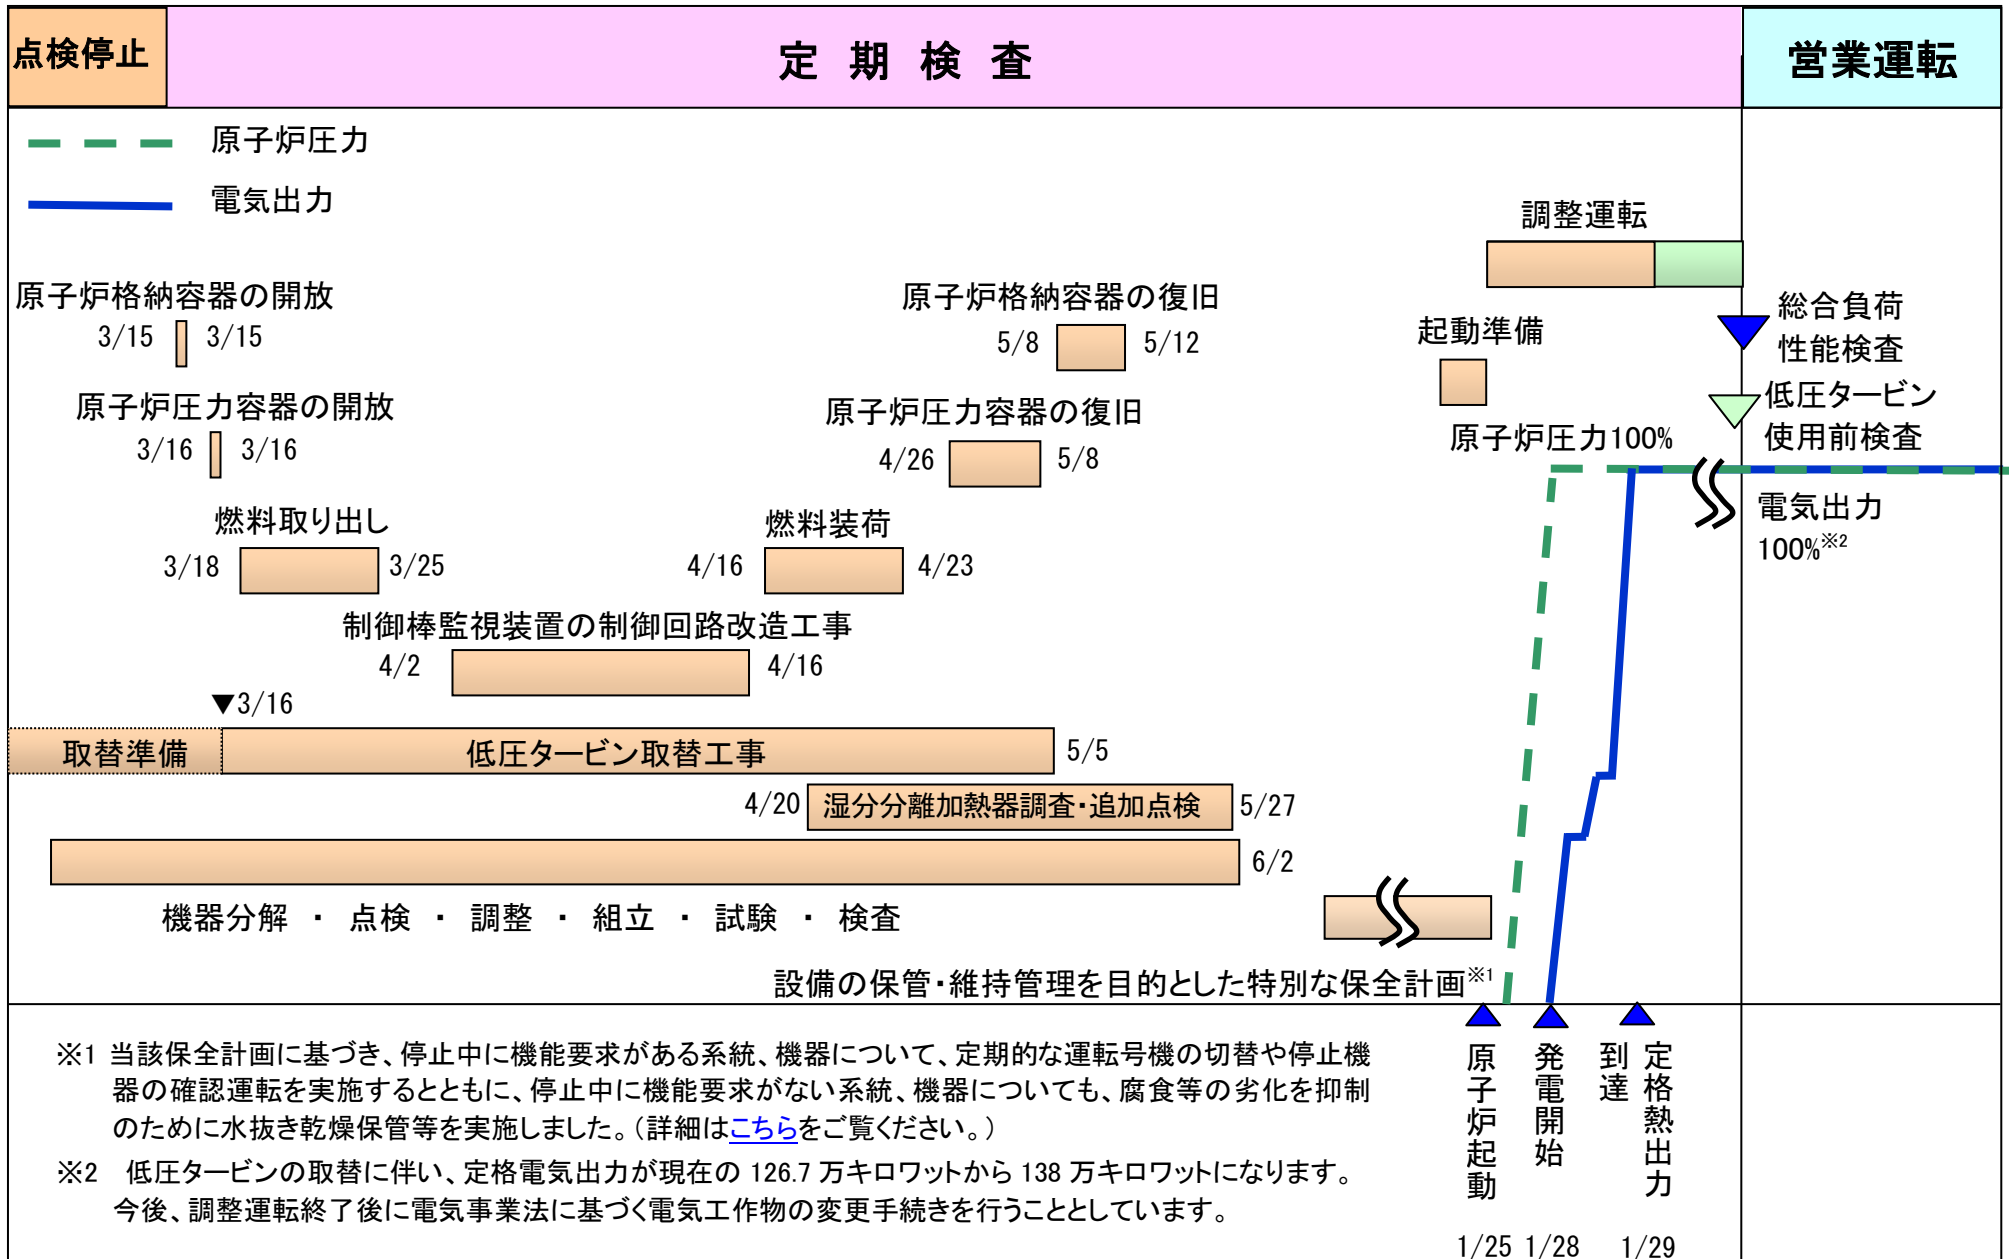 点検停止
定期検査
営業運転
原子炉圧力
電気出力
調整運転
原子炉格納容器の開放
3/15 3/15
原子炉格納容器の復旧
5/8 5/12
起動準備
総合負荷
性能検査
原子炉圧力容器の開放
3/16 3/16
原子炉圧力容器の復旧
4/26 5/8
低圧タービン
使用前検査
原子炉圧力100%
電気出力
100%※2
燃料取り出し
3/18 3/25
燃料装荷
4/16 4/23
制御棒監視装置の制御回路改造工事
4/2 4/16
▼3/16
取替準備 低圧タービン取替工事 5/5
4/20 湿分分離加熱器調査・追加点検 5/27
6/2
機器分解 ・ 点検 ・ 調整 ・ 組立 ・ 試験 ・ 検査
設備の保管・維持管理を目的とした特別な保全計画※1
※1 当該保全計画に基づき、停止中に機能要求がある系統、機器について、定期的な運転号機の切替や停止機
器の確認運転を実施するとともに、停止中に機能要求がない系統、機器についても、腐食等の劣化を抑制
のために水抜き乾燥保管等を実施しました。（詳細はこちらをご覧ください。）
※2 低圧タービンの取替に伴い、定格電気出力が現在の 126.7 万キロワットから 138 万キロワットになります。
今後、調整運転終了後に電気事業法に基づく電気工作物の変更手続きを行うこととしています。
原子炉起動
発電開始
定格熱出力
到達
1/25 1/28 1/29